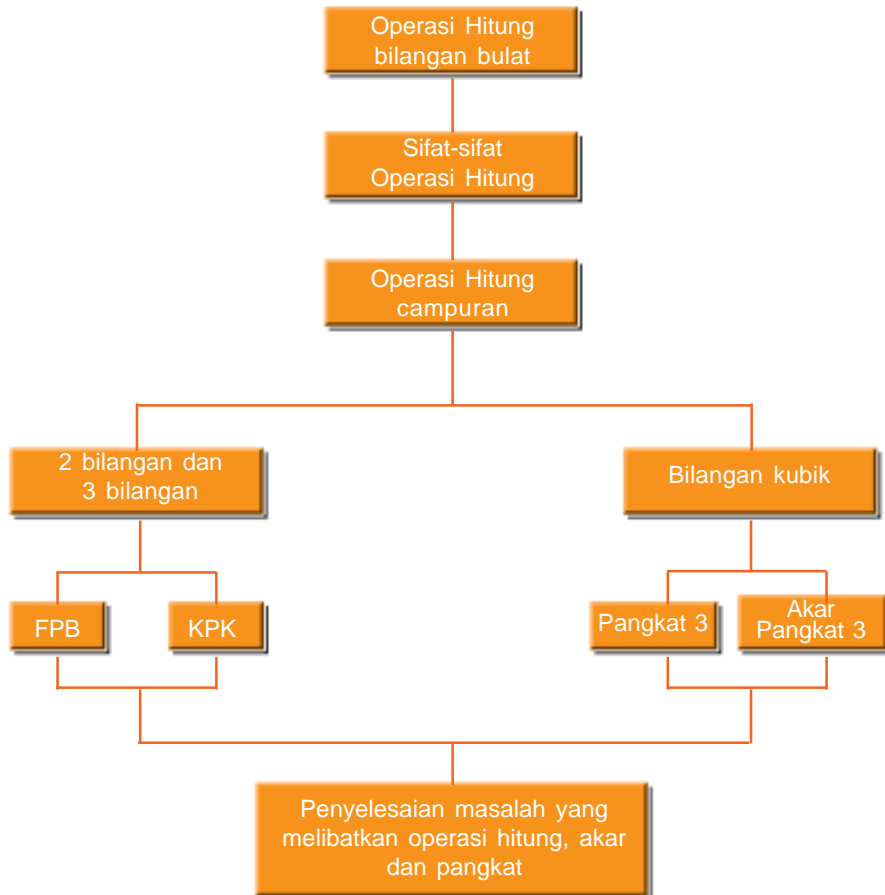 Operasi Hitung
bilangan bulat
Sifat-sifat
Operasi Hitung
Operasi Hitung
campuran
2 bilangan dan
3 bilangan
Bilangan kubik
FPB
KPK
Pangkat 3
Akar
Pangkat 3
Penyelesaian masalah yang
melibatkan operasi hitung, akar
dan pangkat